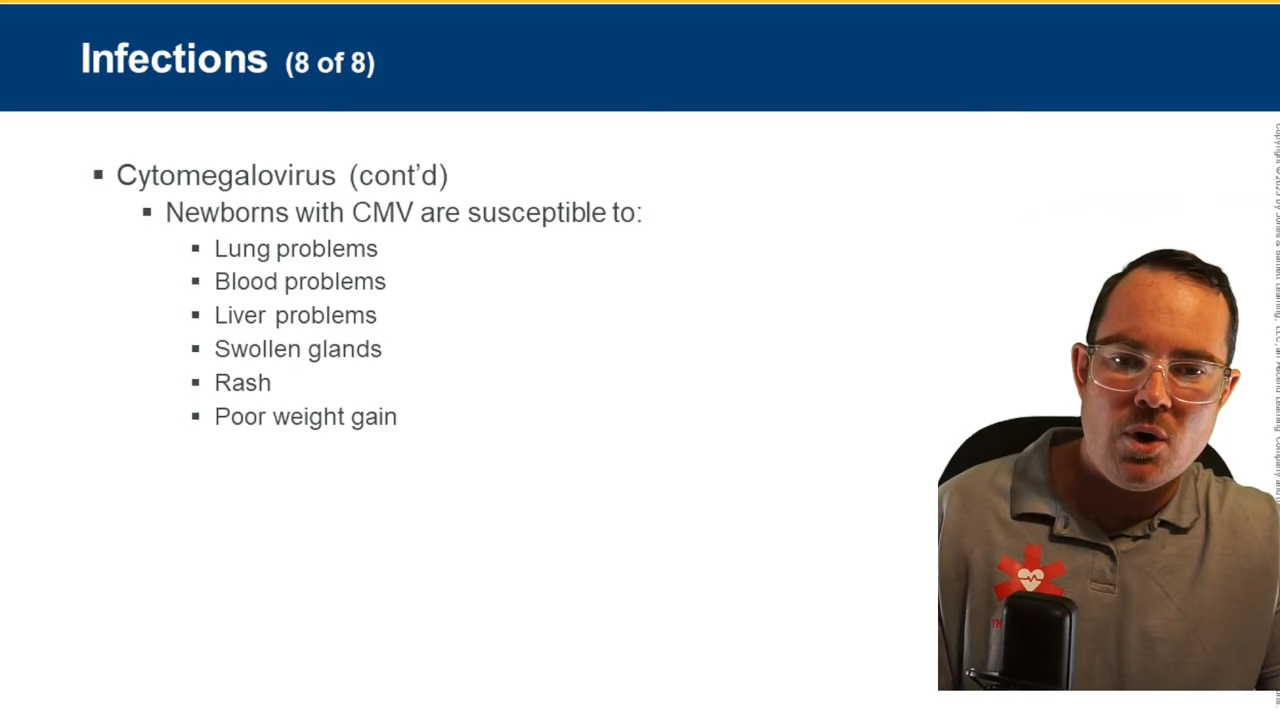 Infections (8 of 8)
▪ Cytomegalovirus (cont’d)
▪ Newborns with CMV are susceptible to:
▪ Lung problems
▪ Blood problems
▪ Liver problems
▪ Swollen glands
▪ Rash
▪ Poor weight gain